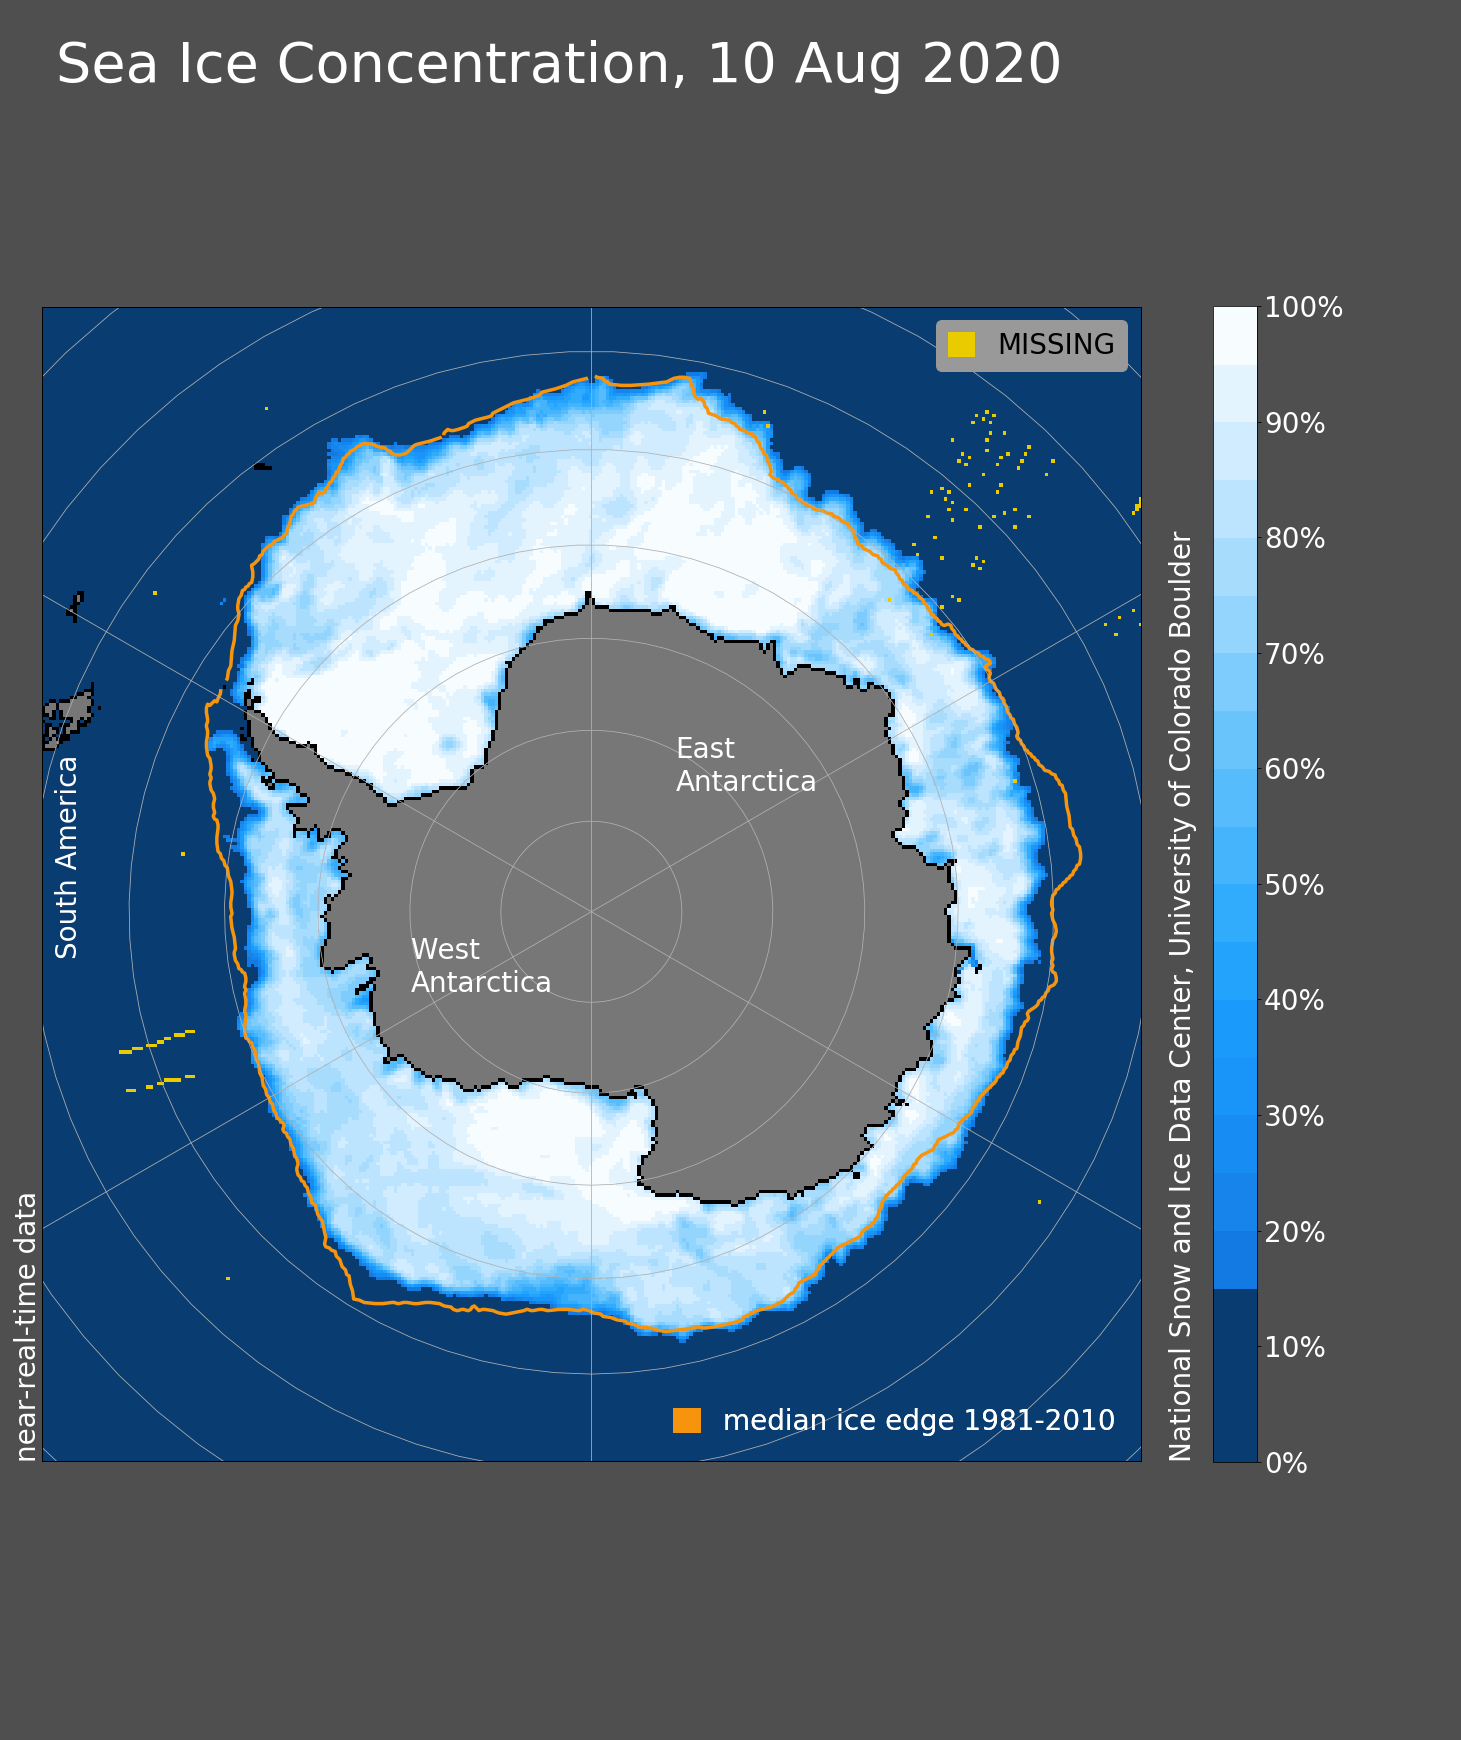 Sea Ice Concentration, 10 Aug 2020
MISSING
East
Antarctica
West
Antarctica
South America
near-real-time data
median ice edge 1981-2010
National Snow and Ice Data Center, University of Colorado Boulder
100%
90%
80%
70%
60%
50%
40%
30%
20%
10%
0%